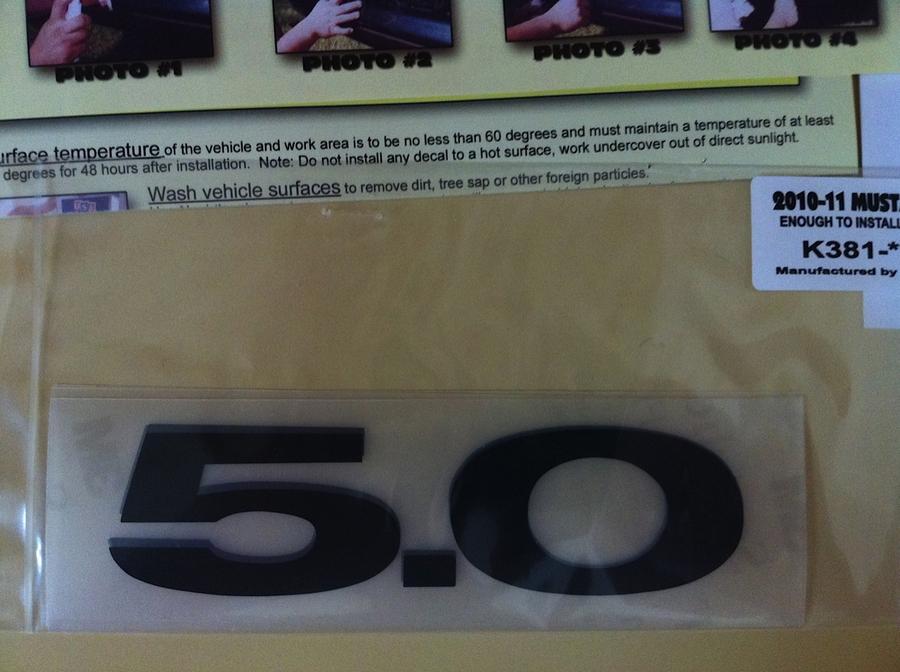 PHOTO #1
PHOTO #2
PHOTO #3
PHOTO #4
urface temperature of the vehicle and work area is to be no less than 60 degrees and must maintain a temperature of at least
degrees for 48 hours after installation. Note: Do not install any decal to a hot surface, work undercover out of direct sunlight.
Wash vehicle surfaces to remove dirt, tree sap or other foreign particles.
2010-11 MUST
ENOUGH TO INSTALL
K381-*
Manufactured by
5.0